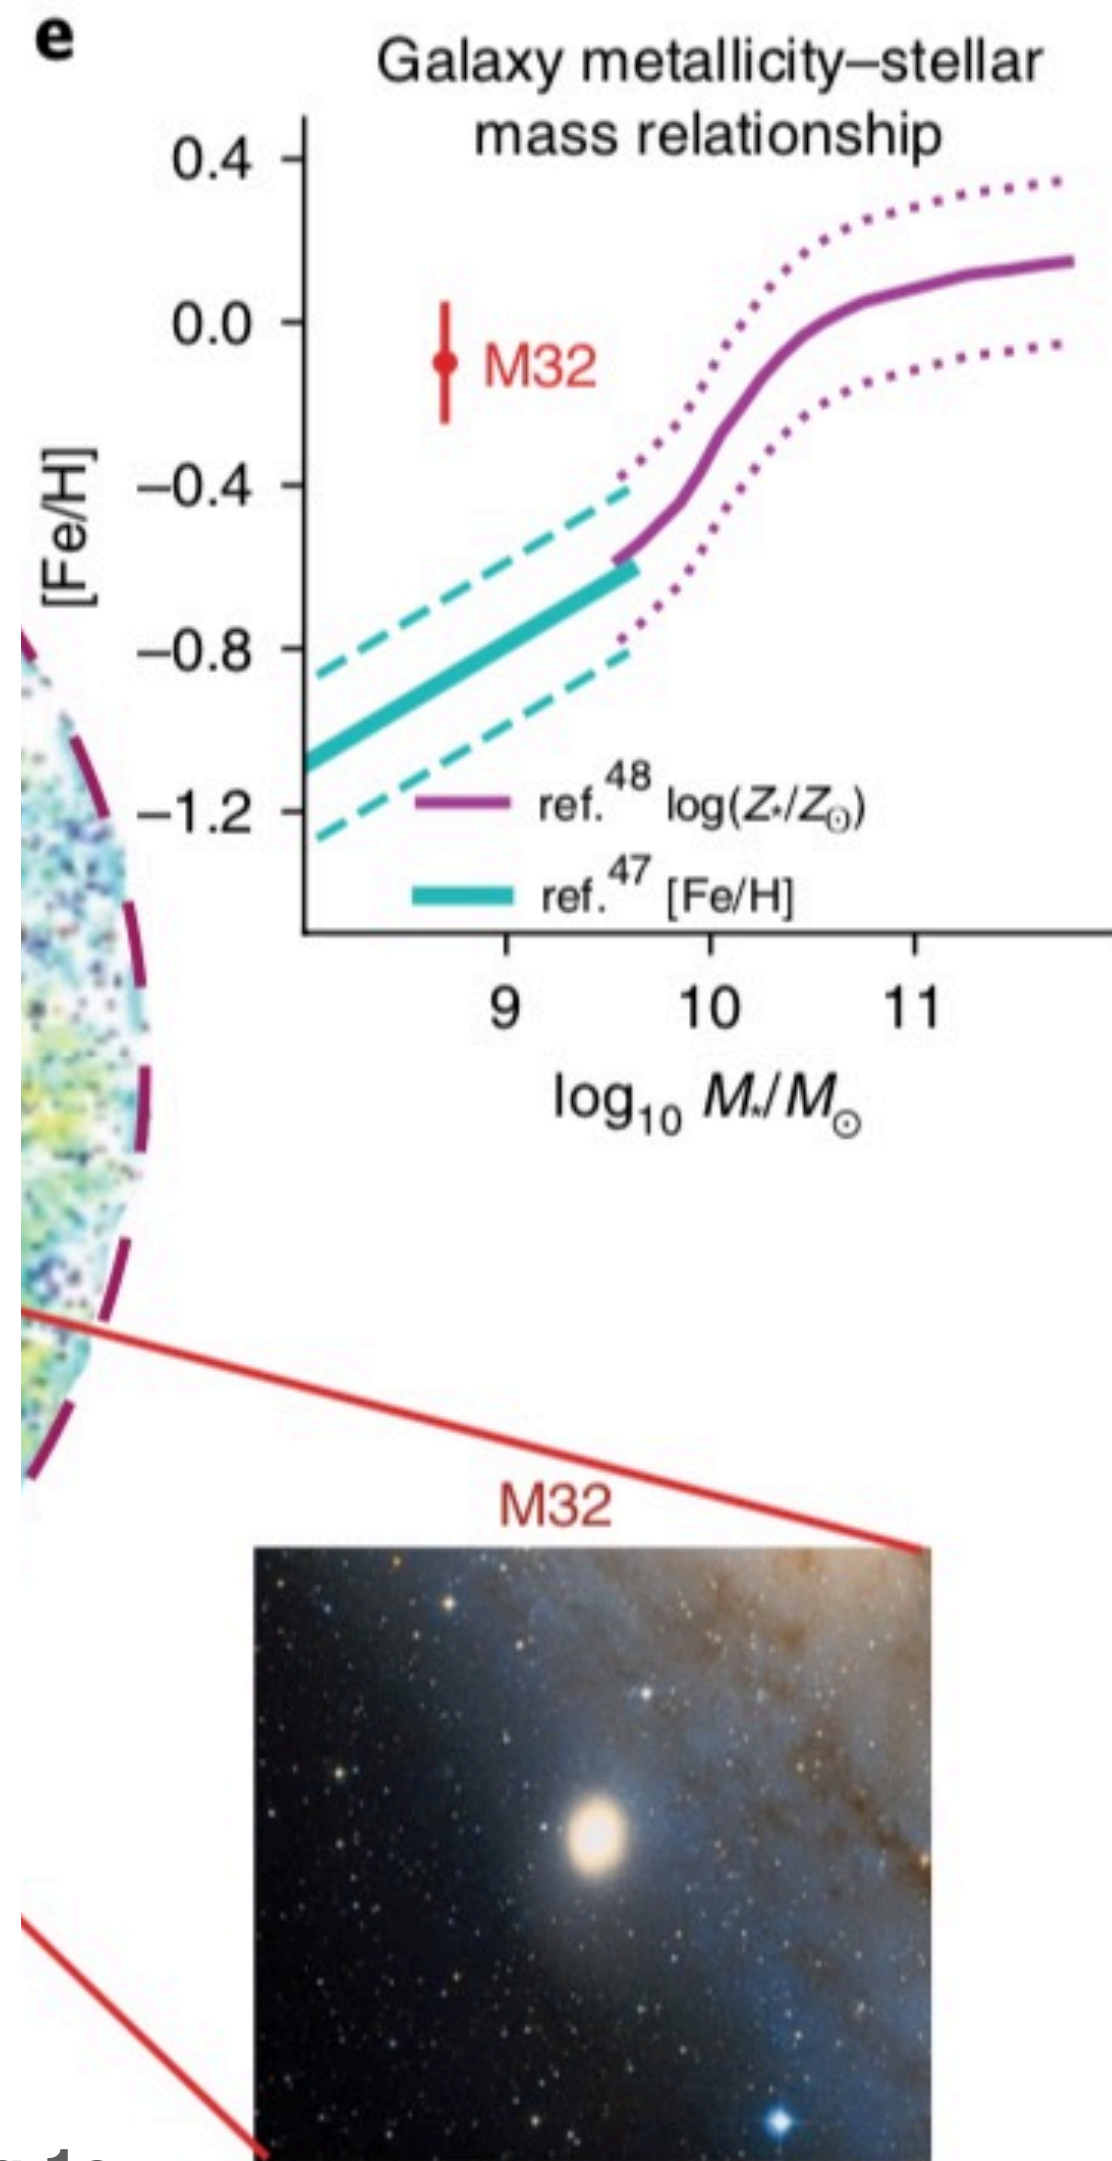 e
Galaxy metallicity–stellar
mass relationship
0.4
0.0
−0.4
−0.8
−1.2
[Fe/H]
M32
ref.48 log(Z*/Z⊙)
ref.47 [Fe/H]
9 10 11
log10 M*/M⊙
M32